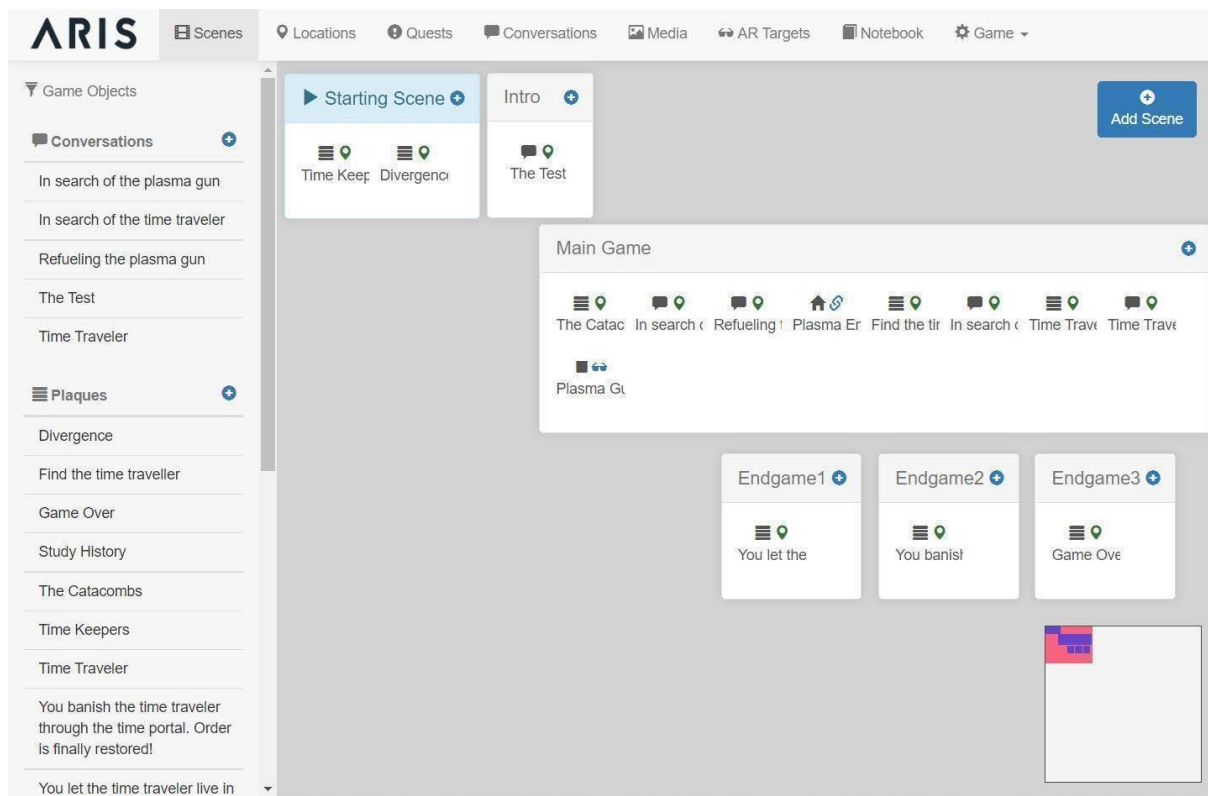 ARIS
Scenes
Locations
Quests
Conversations
Media
AR Targets
Notebook
Game
Game Objects
Conversations
In search of the plasma gun
In search of the time traveler
Refueling the plasma gun
The Test
Time Traveler
Plaques
Divergence
Find the time traveller
Game Over
Study History
The Catacombs
Time Keepers
Time Traveler
You banish the time traveler
through the time portal. Order
is finally restored!
You let the time traveler live in
Starting Scene
Time Keep
Divergenc
Intro
The Test
Add Scene
Main Game
The Catac
In search
Refueling
Plasma En
Find the tir
In search
Time Trave
Time Trave
Plasma Gu
Endgame1
You let the
Endgame2
You banish
Endgame3
Game Ove